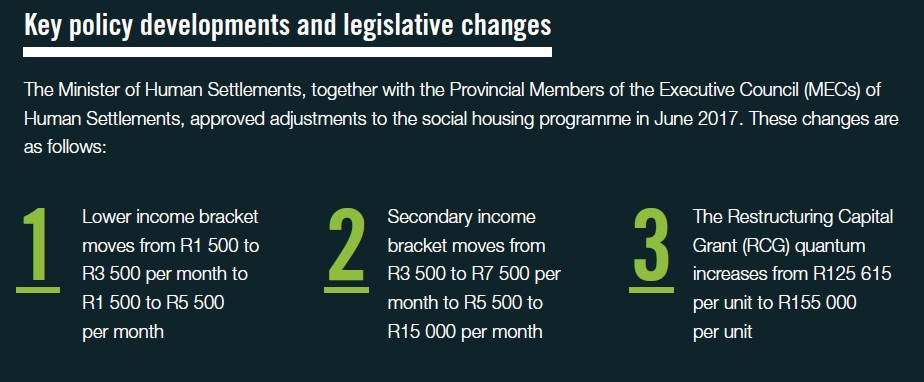 Key policy developments and legislative changes
The Minister of Human Settlements, together with the Provincial Members of the Executive Council (MECs) of
Human Settlements, approved adjustments to the social housing programme in June 2017. These changes are
as follows:
1
Lower income bracket
moves from R1 500 to
R3 500 per month to
R1 500 to R5 500
per month
2
Secondary income
bracket moves from
R3 500 to R7 500 per
month to R5 500 to
R15 000 per month
3
The Restructuring Capital
Grant (RCG) quantum
increases from R125 615
per unit to R155 000
per unit